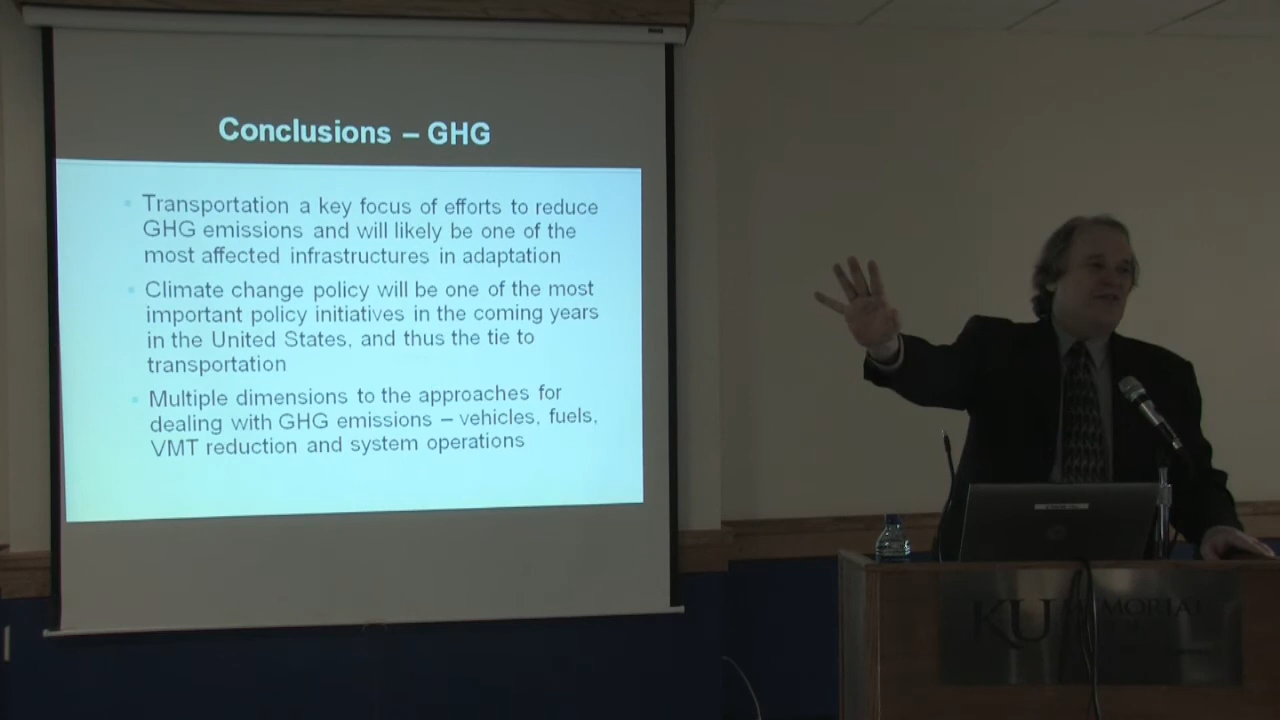 Conclusions – GHG
Transportation a key focus of efforts to reduce
GHG emissions and will likely be one of the
most affected infrastructures in adaptation
Climate change policy will be one of the most
important policy initiatives in the coming years
in the United States, and thus the tie to
transportation
Multiple dimensions to the approaches for
dealing with GHG emissions – vehicles, fuels,
VMT reduction and system operations
KU